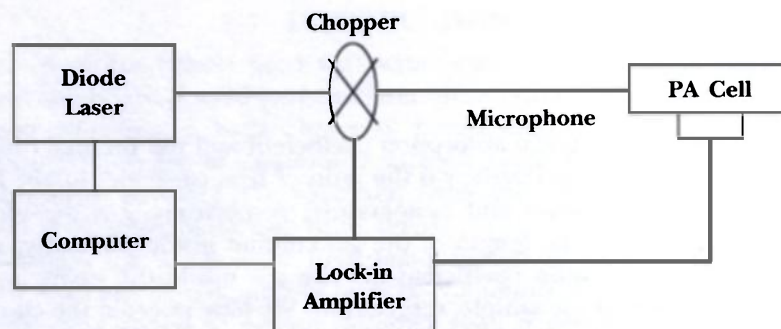 Chopper
Diode
Laser
PA Cell
Microphone
Computer
Lock-in
Amplifier